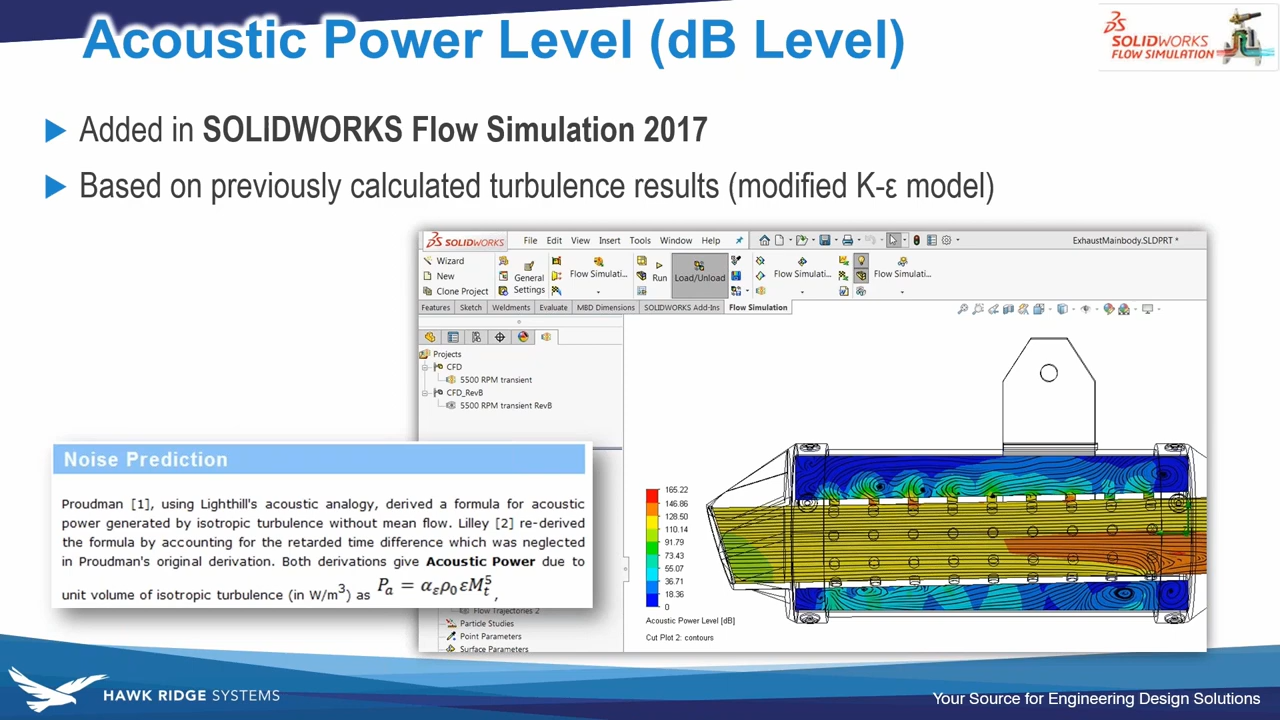 Acoustic Power Level (dB Level)
SOLIDWORKS
FLOW SIMULATION
Added in SOLIDWORKS Flow Simulation 2017
Based on previously calculated turbulence results (modified K-ε model)
SOLIDWORKS File Edit View Insert Tools Window Help ExhaustMainbody.SLDPRT *
Wizard
New
Clone Project
General
Settings
Flow Simulati...
Run
Load/Unload
Flow Simulati...
Flow Simulati...
Features Sketch Weldments Evaluate MBD Dimensions SOLIDWORKS Add-Ins Flow Simulation
Projects
CFD
5500 RPM transient
CFD_RevB
5500 RPM transient RevB
Noise Prediction
Proudman [1], using Lighthill's acoustic analogy, derived a formula for acoustic
power generated by isotropic turbulence without mean flow. Lilley [2] re-derived
the formula by accounting for the retarded time difference which was neglected
in Proudman's original derivation. Both derivations give Acoustic Power due to
unit volume of isotropic turbulence (in W/m³) as Pₐ = α_ε ρ₀ ε M_t⁵ ,
Flow Trajectories 2
Particle Studies
Point Parameters
Surface Parameters
165.22
146.86
128.50
110.14
91.79
73.43
55.07
36.71
18.36
0
Acoustic Power Level [dB]
Cut Plot 2: contours
HAWK RIDGE SYSTEMS
Your Source for Engineering Design Solutions